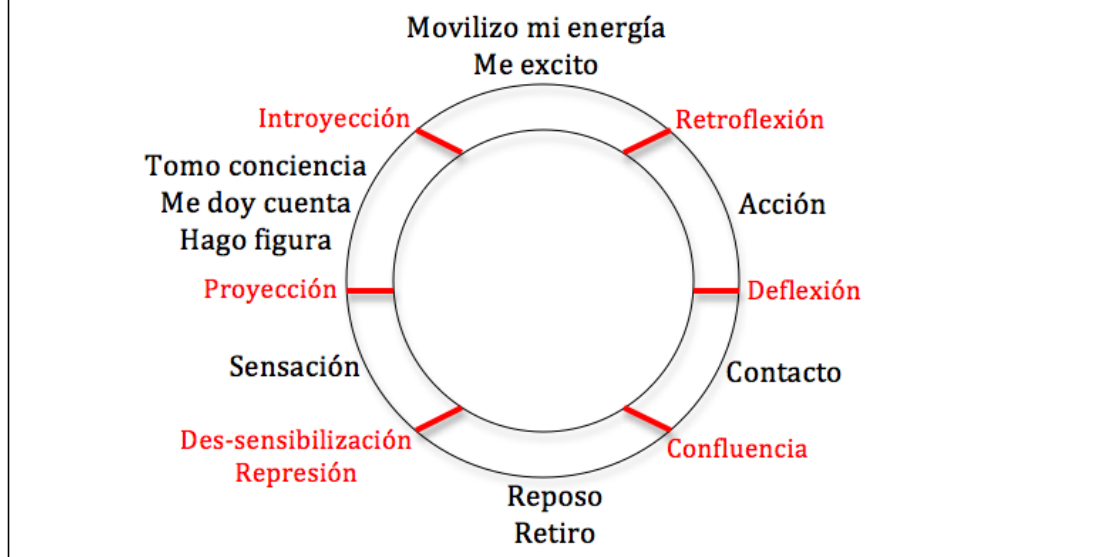 Movilizo mi energía
Me excito
Introyección
Retroflexión
Tomo conciencia
Me doy cuenta
Hago figura
Acción
Proyección
Deflexión
Sensación
Contacto
Des-sensibilización
Represión
Confluencia
Reposo
Retiro